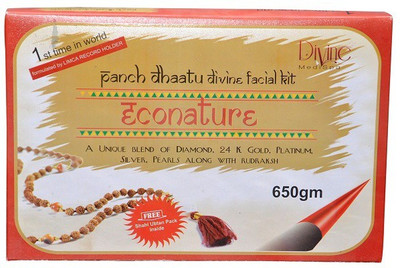 1st time in world
formulated by LIMCA RECORD HOLDER
Divine
panch dhaatu divine facial kit
Econature
A Unique blend of Diamond, 24 K Gold, Platinum,
Silver, Pearls along with rudraksh
650gm
FREE
Shahi Ubtan Pack
Inside